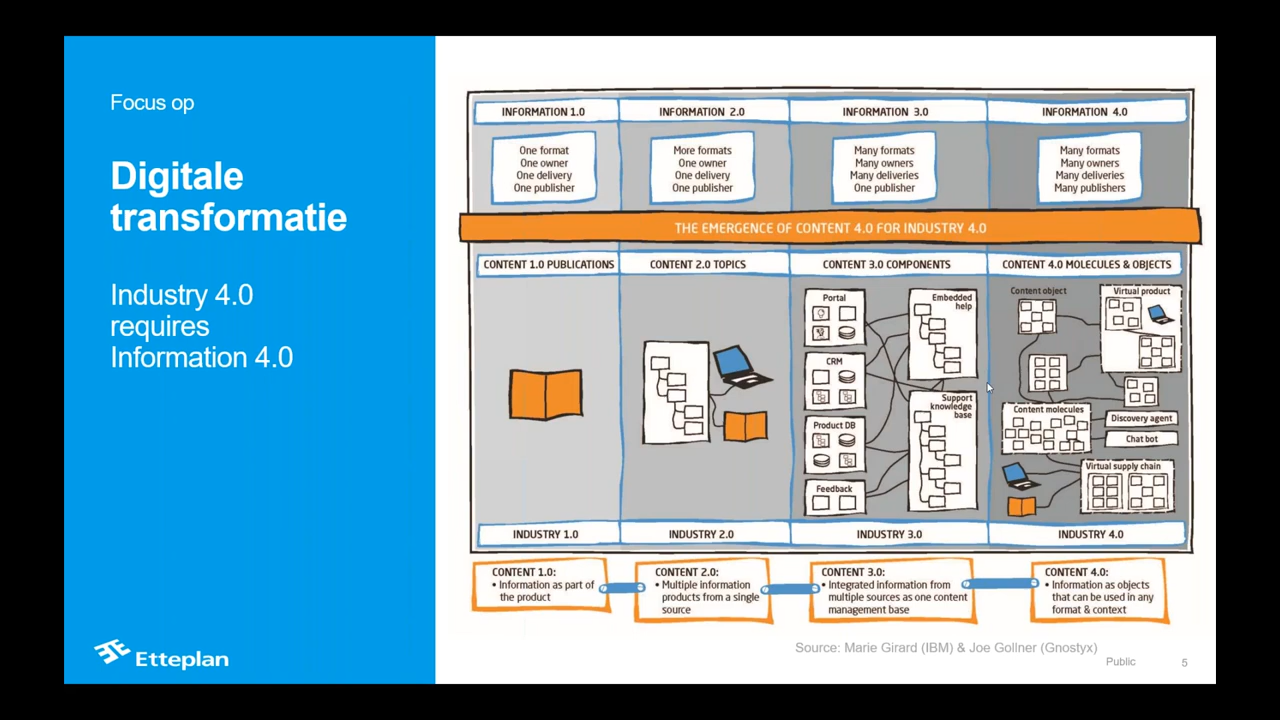 Focus op
Digitale
transformatie
Industry 4.0
requires
Information 4.0
Etteplan
INFORMATION 1.0
INFORMATION 2.0
INFORMATION 3.0
INFORMATION 4.0
One format
One owner
One delivery
One publisher
More formats
One owner
One delivery
One publisher
Many formats
Many owners
Many deliveries
One publisher
Many formats
Many owners
Many deliveries
Many publishers
THE EMERGENCE OF CONTENT 4.0 FOR INDUSTRY 4.0
CONTENT 1.0 PUBLICATIONS
CONTENT 2.0 TOPICS
CONTENT 3.0 COMPONENTS
CONTENT 4.0 MOLECULES & OBJECTS
Portal
CRM
Product DB
Feedback
Embedded
help
Support
knowledge
base
Content object
Virtual product
Content molecules
Discovery agent
Chat bot
Virtual supply chain
INDUSTRY 1.0
INDUSTRY 2.0
INDUSTRY 3.0
INDUSTRY 4.0
CONTENT 1.0:
• Information as part of
the product
CONTENT 2.0:
• Multiple information
products from a single
source
CONTENT 3.0:
• Integrated information from
multiple sources as one content
management base
CONTENT 4.0:
• Information as objects
that can be used in any
format & context
Source: Marie Girard (IBM) & Joe Gollner (Gnostyx)
Public
5